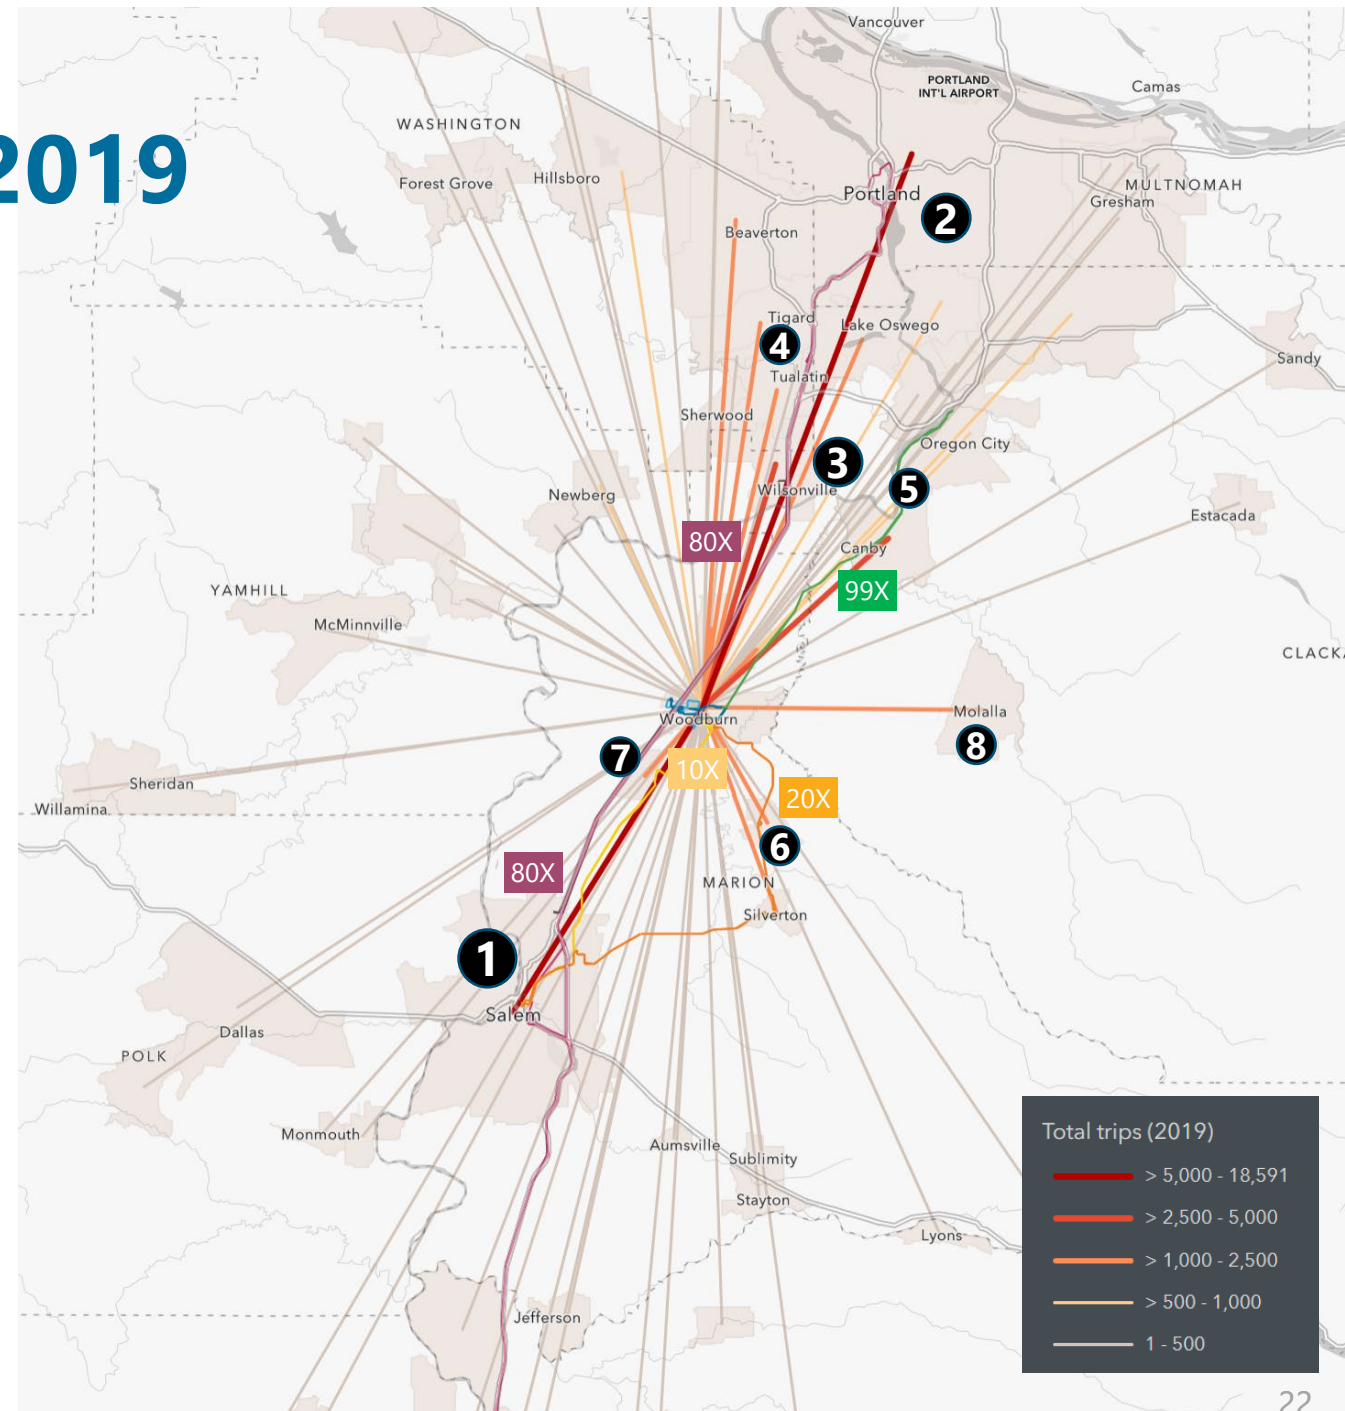 2019
Vancouver
PORTLAND
INT'L AIRPORT
Camas
WASHINGTON
Forest Grove
Hillsboro
Portland
MULTNOMAH
Gresham
2
Beaverton
Tigard
Lake Oswego
4
Tualatin
Sandy
Sherwood
Oregon City
3
Newberg
Wilsonville
5
Estacada
80X
Canby
99X
YAMHILL
McMinnville
CLACKA
Woodburn
Molalla
8
7
10X
Sheridan
20X
Willamina
6
80X
MARION
Silverton
1
Salem
Dallas
POLK
Monmouth
Aumsville
Sublimity
Stayton
Lyons
Jefferson
Total trips (2019)
> 5,000 - 18,591
> 2,500 - 5,000
> 1,000 - 2,500
> 500 - 1,000
1 - 500
22